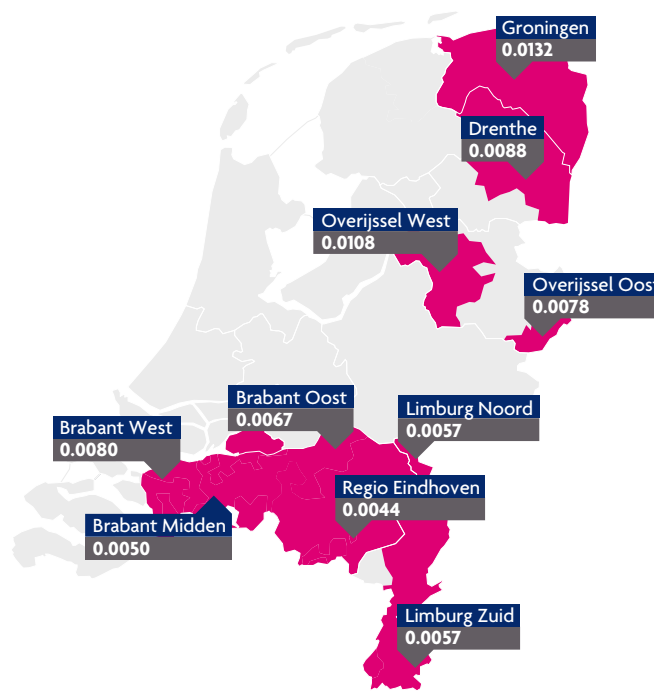 Groningen
0.0132
Drenthe
0.0088
Overijssel West
0.0108
Overijssel Oost
0.0078
Brabant Oost
0.0067
Limburg Noord
0.0057
Brabant West
0.0080
Regio Eindhoven
0.0044
Brabant Midden
0.0050
Limburg Zuid
0.0057